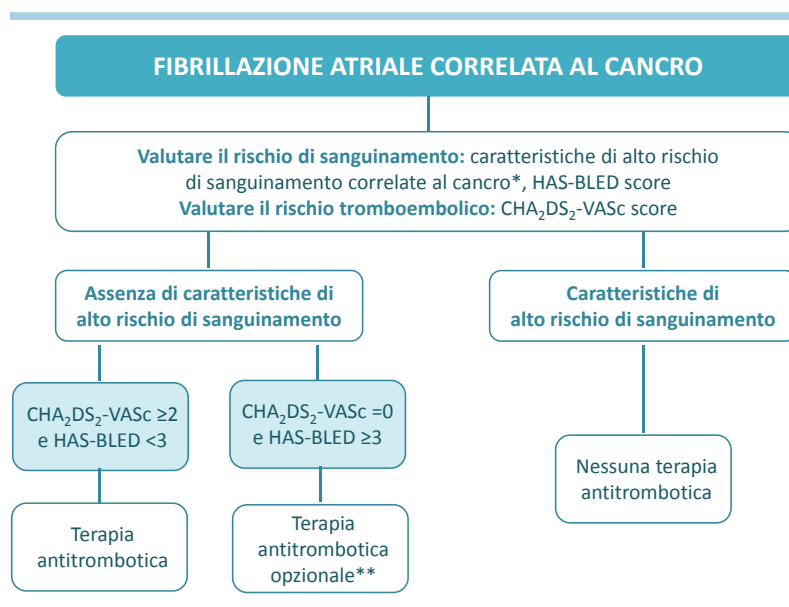 FIBRILLAZIONE ATRIALE CORRELATA AL CANCRO
Valutare il rischio di sanguinamento: caratteristiche di alto rischio
di sanguinamento correlate al cancro*, HAS-BLED score
Valutare il rischio tromboembolico: CHA₂DS₂-VASc score
Assenza di caratteristiche di
alto rischio di sanguinamento
Caratteristiche di
alto rischio di sanguinamento
CHA₂DS₂-VASc ≥2
e HAS-BLED <3
CHA₂DS₂-VASc =0
e HAS-BLED ≥3
Nessuna terapia
antitrombotica
Terapia
antitrombotica
Terapia
antitrombotica
opzionale**